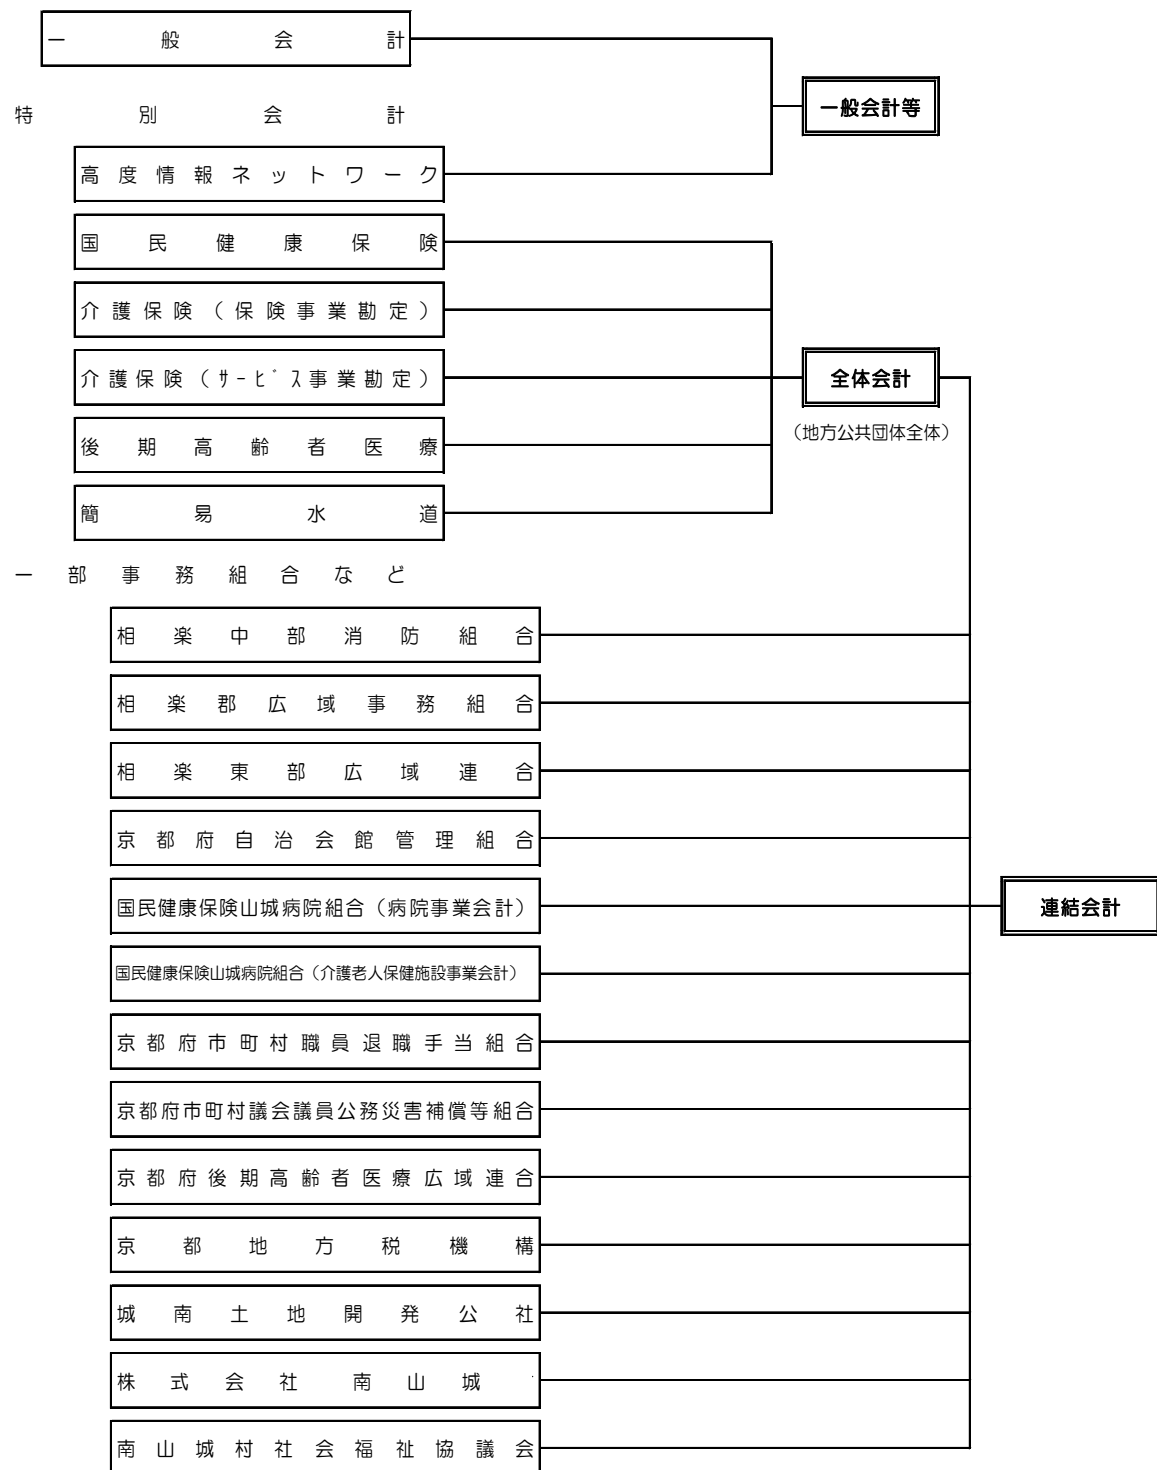 一般会計
一般会計等
特別会計
高度情報ネットワーク
国民健康保険
介護保険（保険事業勘定）
介護保険（ｻｰﾋﾞｽ事業勘定）
全体会計
（地方公共団体全体）
後期高齢者医療
簡易水道
一部事務組合など
相楽中部消防組合
相楽郡広域事務組合
相楽東部広域連合
京都府自治会館管理組合
国民健康保険山城病院組合（病院事業会計）
連結会計
国民健康保険山城病院組合（介護老人保健施設事業会計）
京都府市町村職員退職手当組合
京都府市町村議会議員公務災害補償等組合
京都府後期高齢者医療広域連合
京都地方税機構
城南土地開発公社
株式会社　南山城
南山城村社会福祉協議会